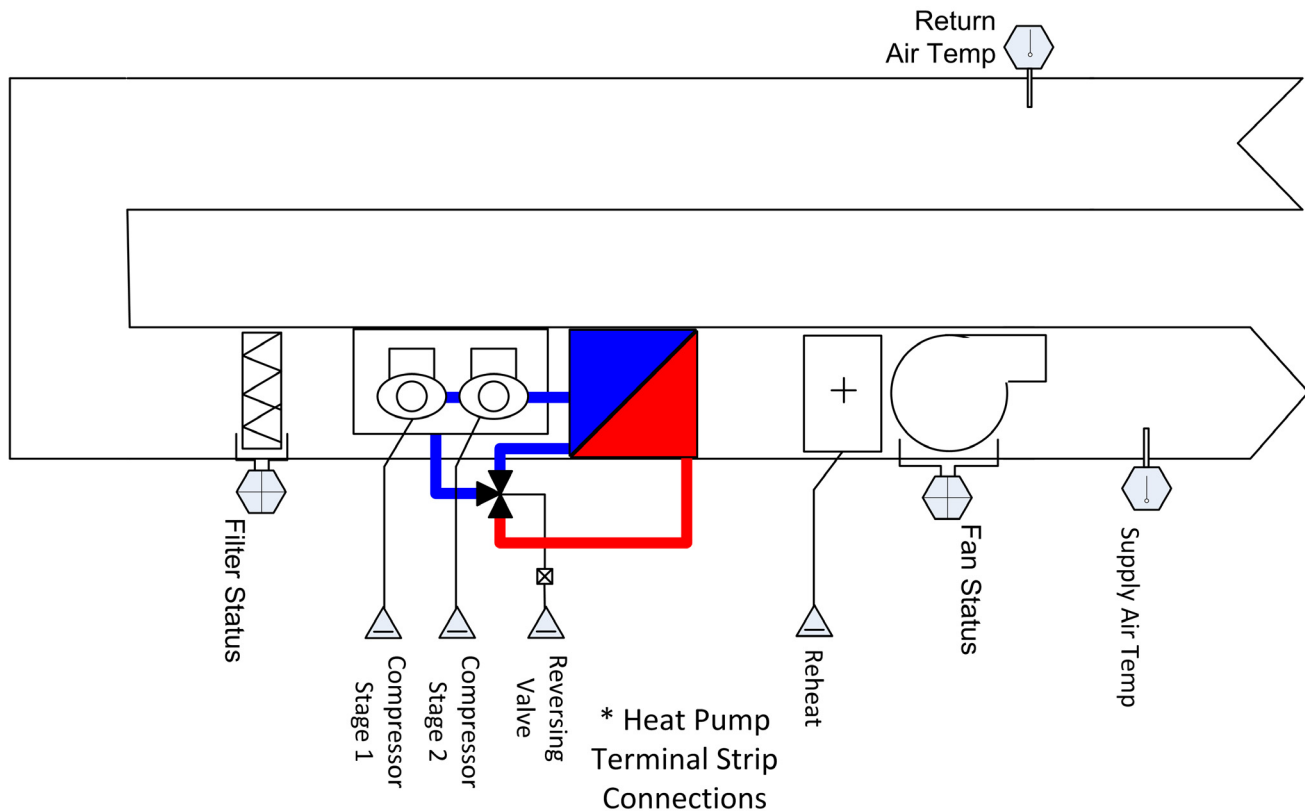 Return
Air Temp
Filter Status
Compressor
Stage 1
Compressor
Stage 2
Reversing
Valve
* Heat Pump
Terminal Strip
Connections
Reheat
Fan Status
Supply Air Temp